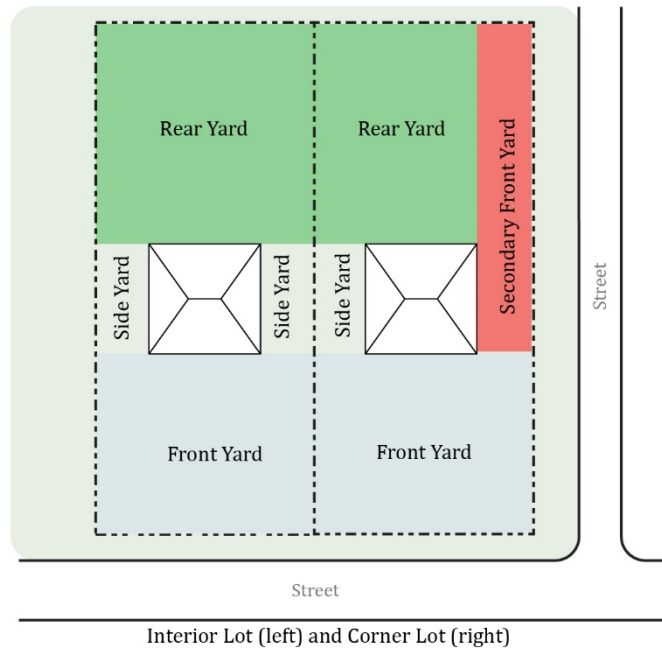 Rear Yard
Rear Yard
Secondary Front Yard
Side Yard
Side Yard
Side Yard
Street
Front Yard
Front Yard
Street
Interior Lot (left) and Corner Lot (right)